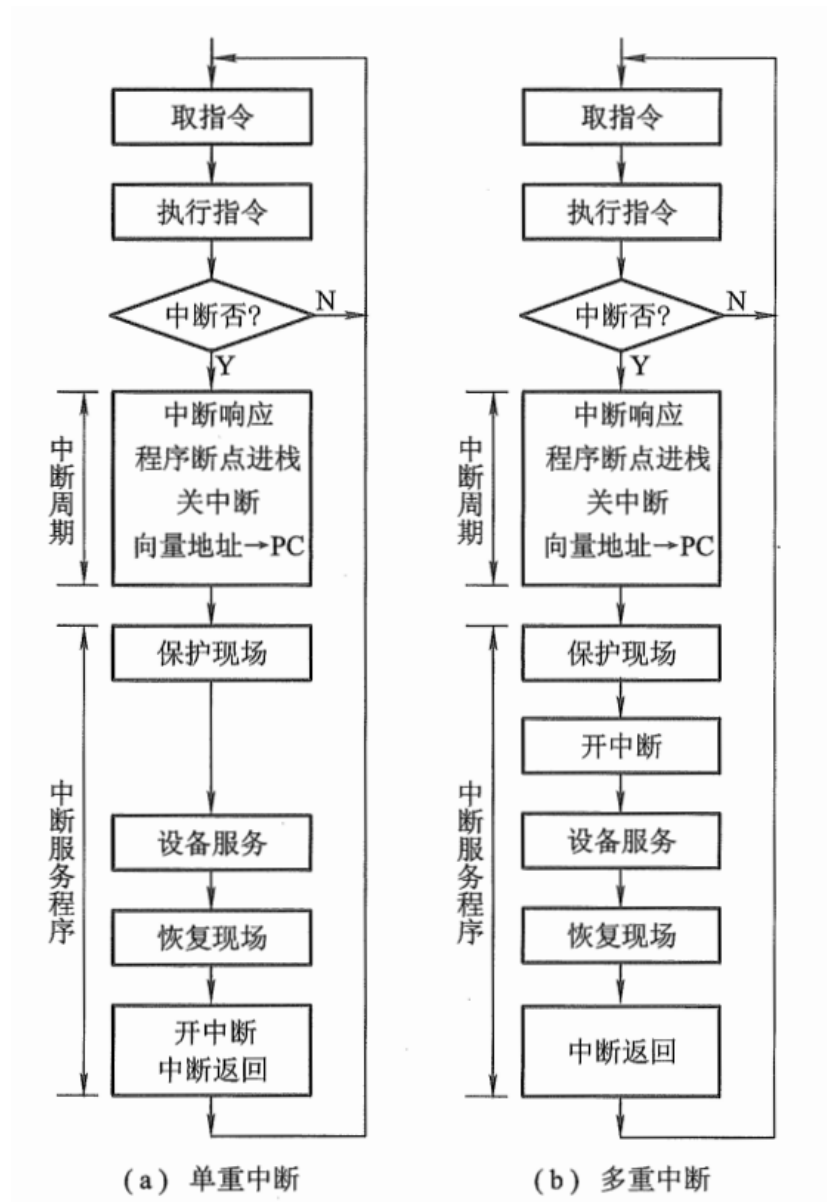 取指令
执行指令
中断否?
N
Y
中断响应
程序断点进栈
关中断
向量地址→PC
中断周期
保护现场
设备服务
恢复现场
开中断
中断返回
中断服务程序
(a) 单重中断
取指令
执行指令
中断否?
N
Y
中断响应
程序断点进栈
关中断
向量地址→PC
中断周期
保护现场
开中断
设备服务
恢复现场
中断返回
中断服务程序
(b) 多重中断